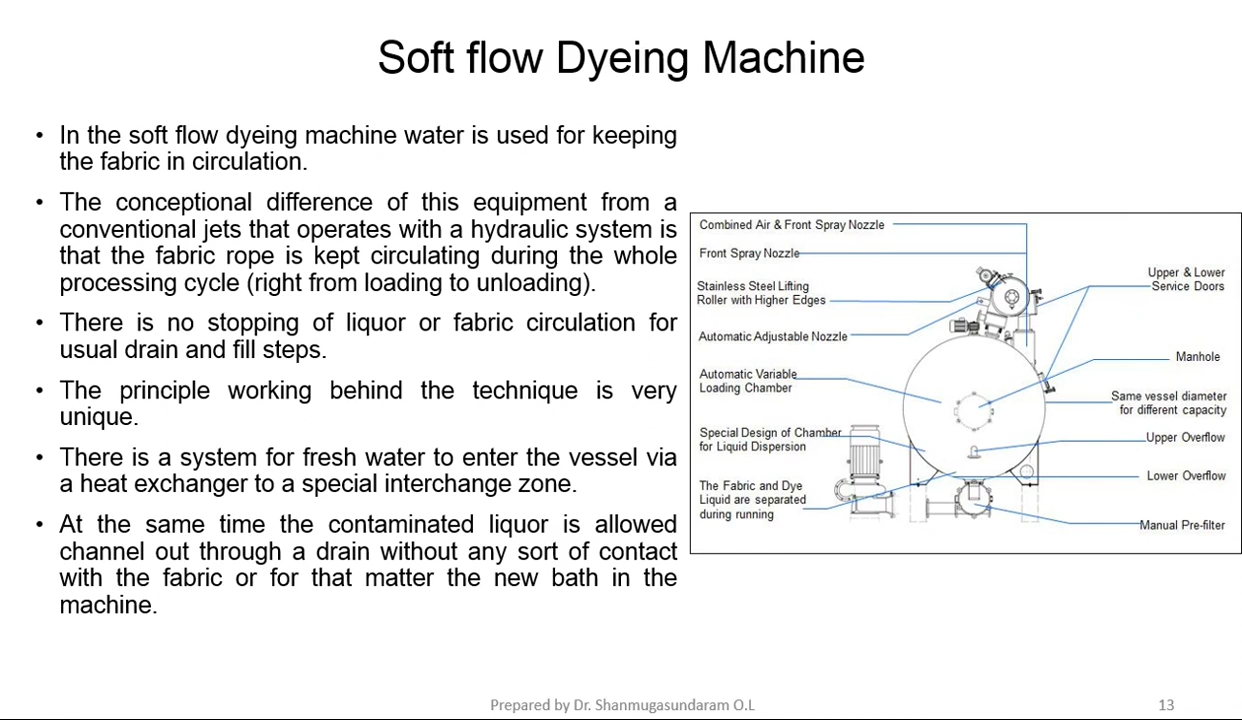 Soft flow Dyeing Machine
• In the soft flow dyeing machine water is used for keeping
the fabric in circulation.
• The conceptional difference of this equipment from a
conventional jets that operates with a hydraulic system is
that the fabric rope is kept circulating during the whole
processing cycle (right from loading to unloading).
• There is no stopping of liquor or fabric circulation for
usual drain and fill steps.
• The principle working behind the technique is very
unique.
• There is a system for fresh water to enter the vessel via
a heat exchanger to a special interchange zone.
• At the same time the contaminated liquor is allowed
channel out through a drain without any sort of contact
with the fabric or for that matter the new bath in the
machine.
Combined Air & Front Spray Nozzle
Front Spray Nozzle
Stainless Steel Lifting
Roller with Higher Edges
Automatic Adjustable Nozzle
Automatic Variable
Loading Chamber
Special Design of Chamber
for Liquid Dispersion
The Fabric and Dye
Liquid are separated
during running
Upper & Lower
Service Doors
Manhole
Same vessel diameter
for different capacity
Upper Overflow
Lower Overflow
Manual Pre-filter
Prepared by Dr. Shanmugasundaram O.L
13